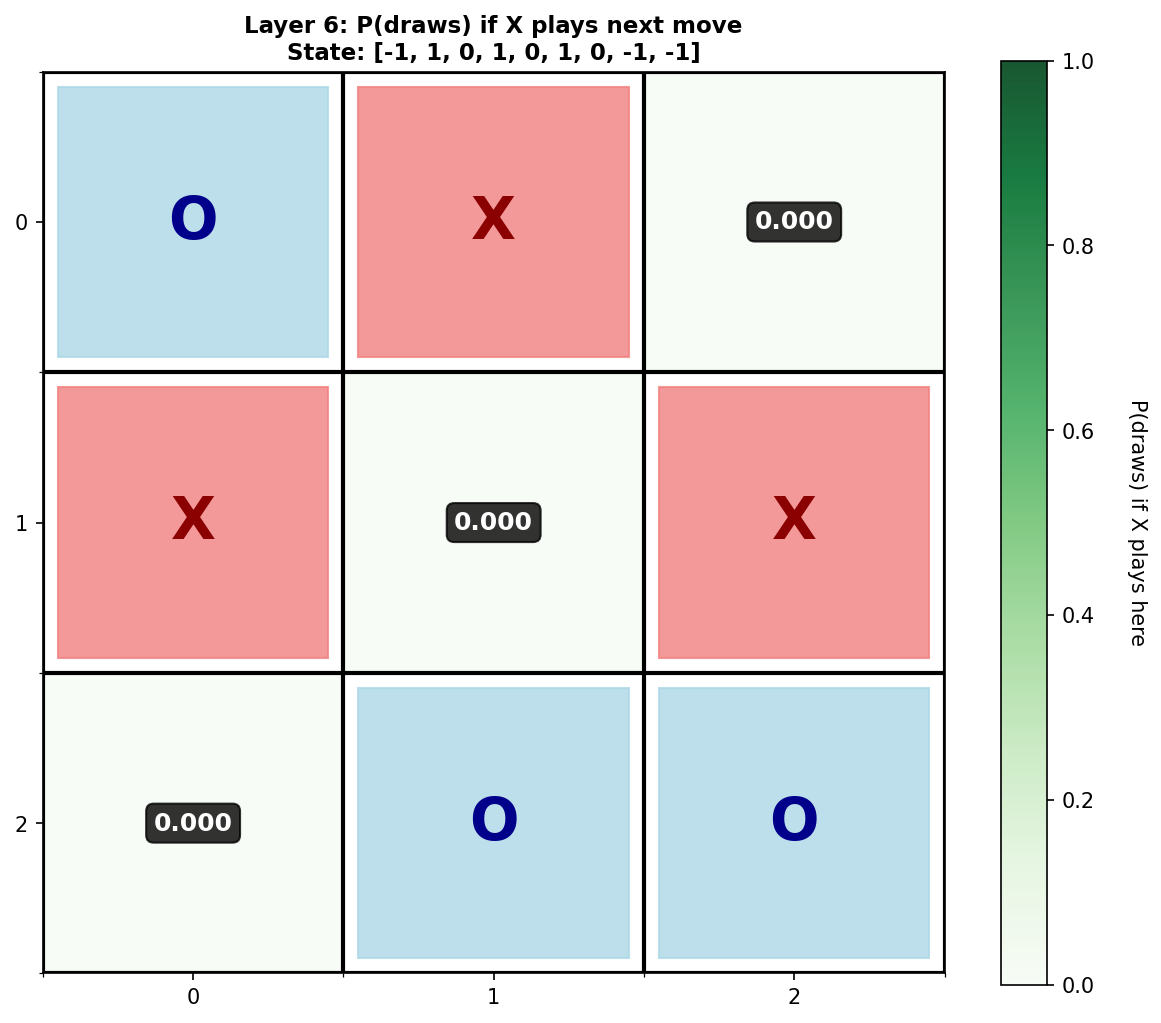 Layer 6: P(draws) if X plays next move
State: [-1, 1, 0, 1, 0, 1, 0, -1, -1]
0
O
X
0.000
1
X
0.000
X
2
0.000
O
O
0
1
2
1.0
0.8
0.6
0.4
0.2
0.0
P(draws) if X plays here